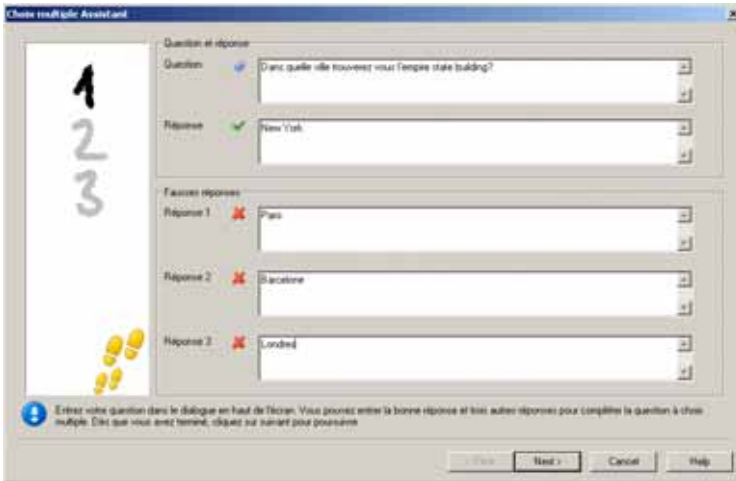 Choix multiple Assistant
1
2
3
Question et réponse
Question
Dans quelle ville trouverez vous l'empire state building?
Réponse
New York
Fausses réponses
Réponse 1
Paris
Réponse 2
Barcelone
Réponse 3
Londres
Entrez votre question dans le dialogue en haut de l'écran. Vous pouvez entrer la bonne réponse et trois autres réponses pour compléter la question à choix
multiple. Dès que vous avez terminé, cliquez sur suivant pour poursuivre
Next >
Cancel
Help